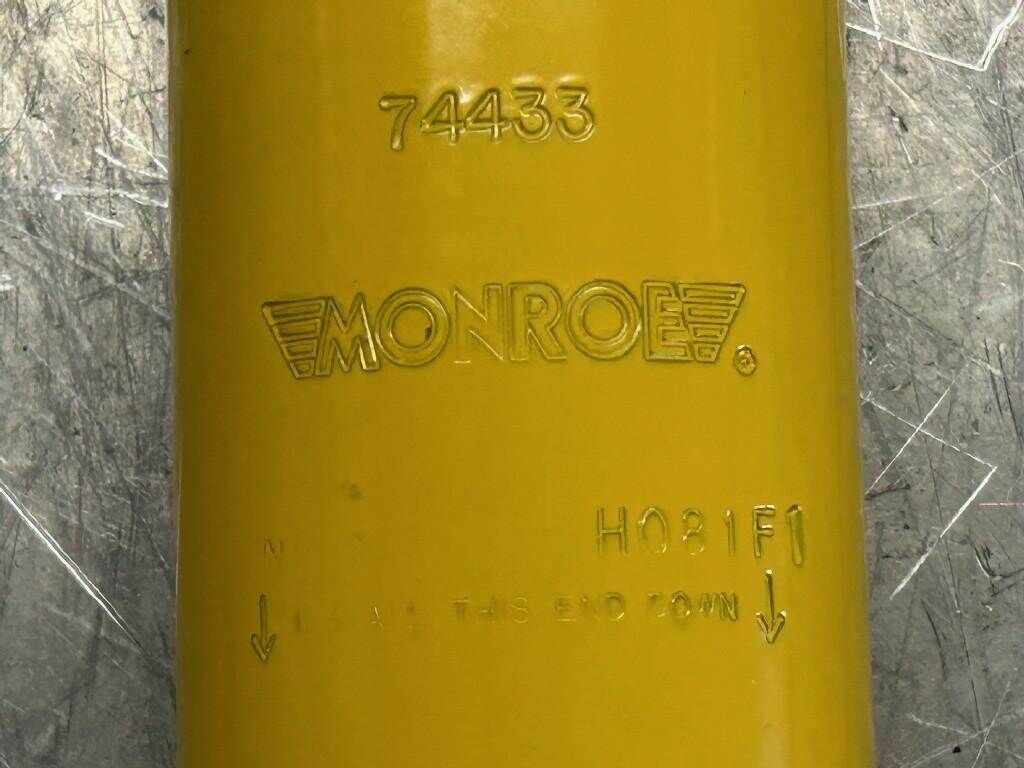 74433
MONROE®
H081F1
THIS END DOWN